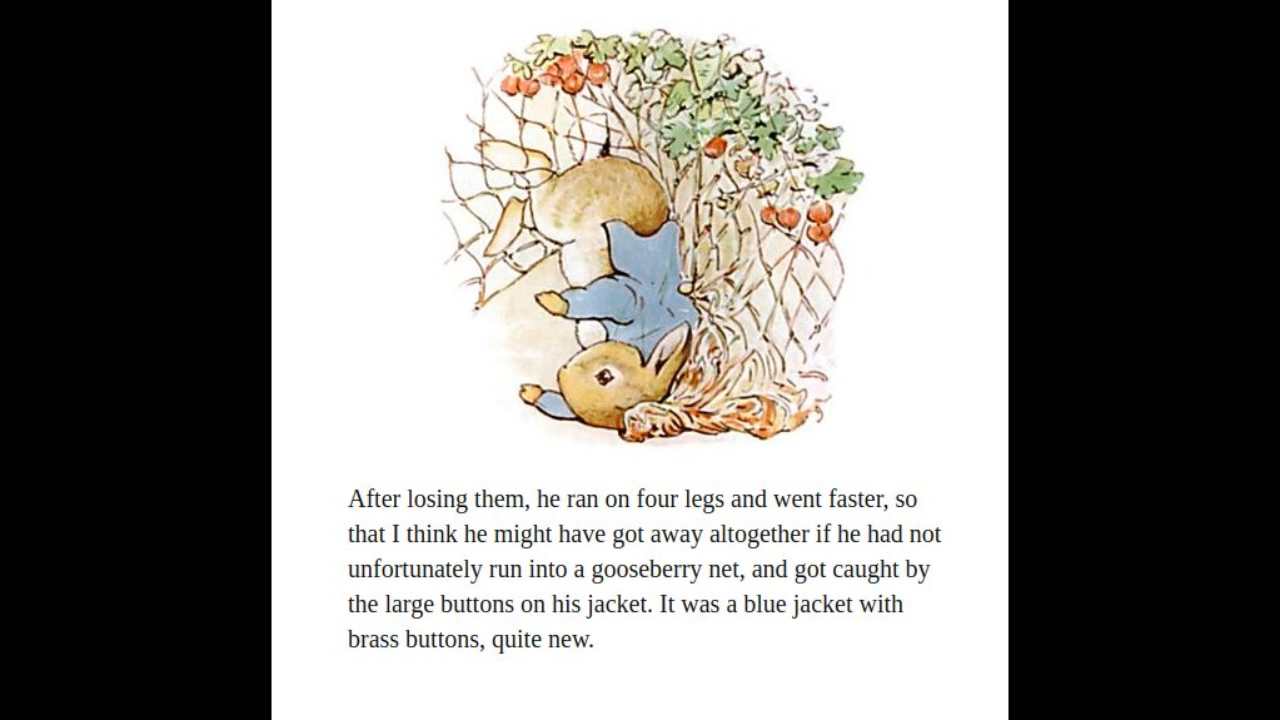 After losing them, he ran on four legs and went faster, so
that I think he might have got away altogether if he had not
unfortunately run into a gooseberry net, and got caught by
the large buttons on his jacket. It was a blue jacket with
brass buttons, quite new.